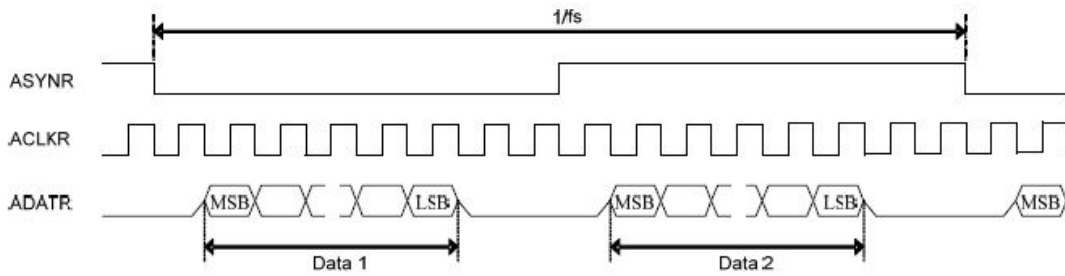 1/fs
ASYNR
ACLKR
ADATR MSB LSB MSB LSB MSB
Data 1 Data 2